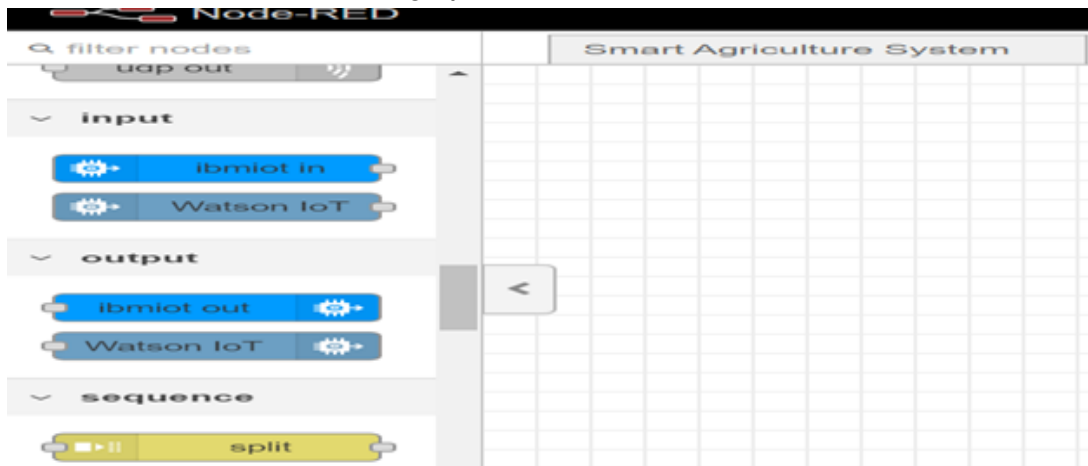 Node-RED
filter nodes
Smart Agriculture System
udp out
input
ibmiot in
Watson IoT
output
ibmiot out
Watson IoT
sequence
split